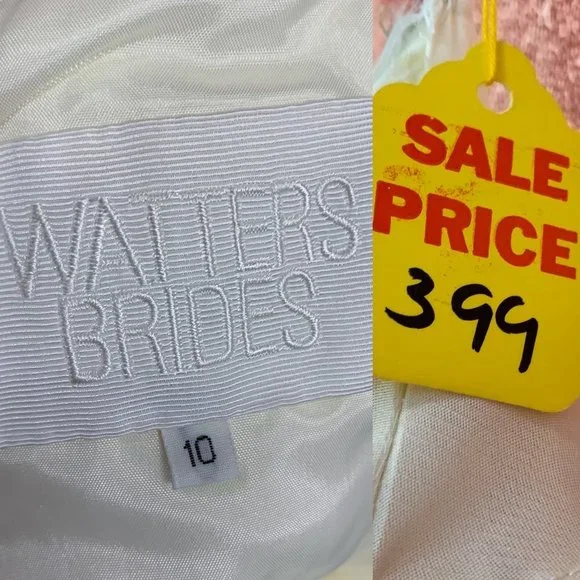 WATTERS
BRIDES
10
SALE
PRICE
399